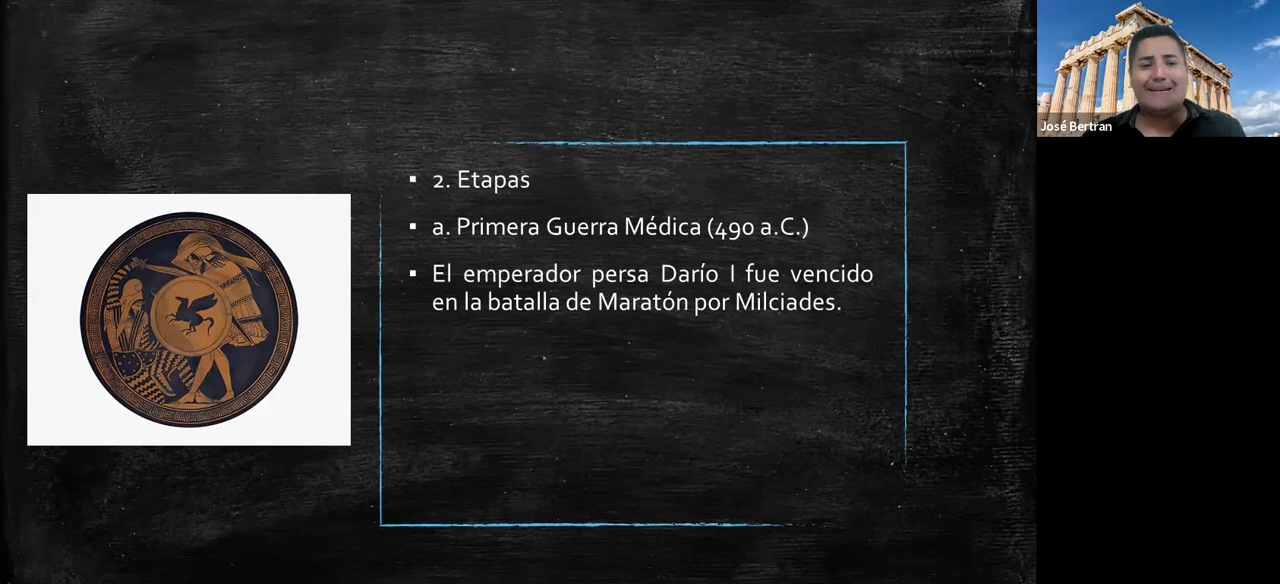 2. Etapas
a. Primera Guerra Médica (490 a.C.)
El emperador persa Darío I fue vencido
en la batalla de Maratón por Milciades.
José Bertran